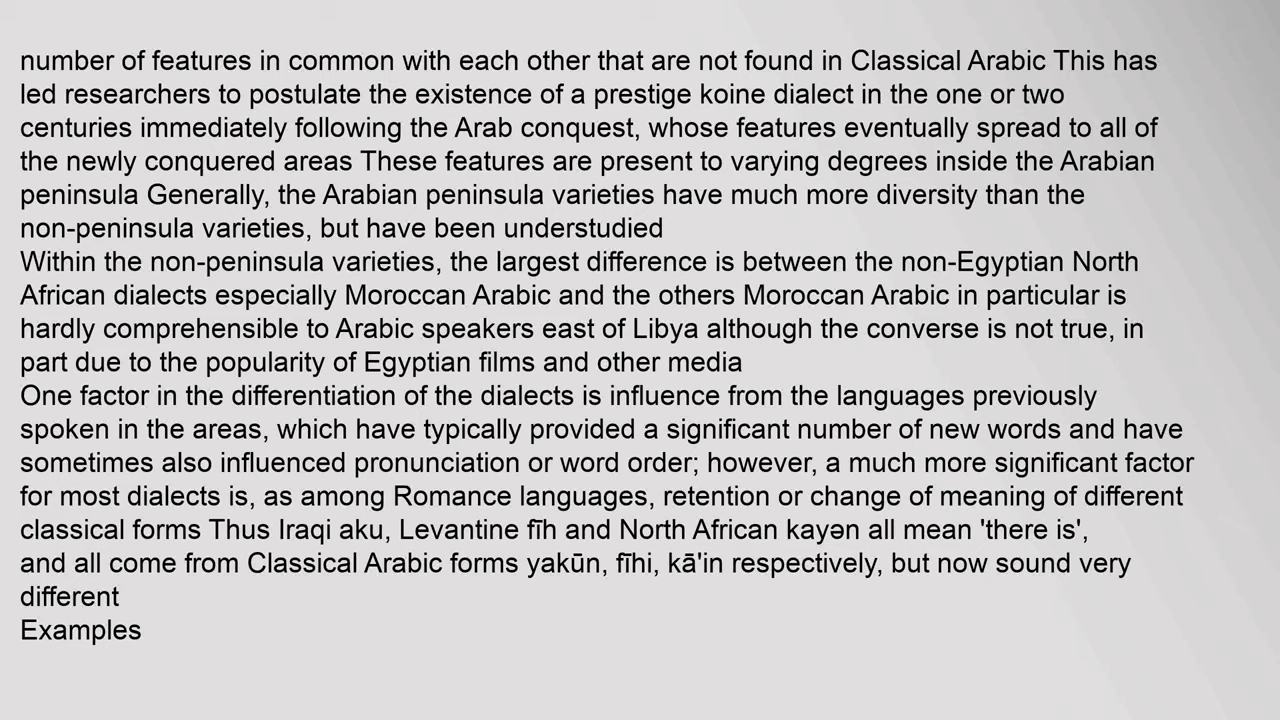 number of features in common with each other that are not found in Classical Arabic This has
led researchers to postulate the existence of a prestige koine dialect in the one or two
centuries immediately following the Arab conquest, whose features eventually spread to all of
the newly conquered areas These features are present to varying degrees inside the Arabian
peninsula Generally, the Arabian peninsula varieties have much more diversity than the
non-peninsula varieties, but have been understudied
Within the non-peninsula varieties, the largest difference is between the non-Egyptian North
African dialects especially Moroccan Arabic and the others Moroccan Arabic in particular is
hardly comprehensible to Arabic speakers east of Libya although the converse is not true, in
part due to the popularity of Egyptian films and other media
One factor in the differentiation of the dialects is influence from the languages previously
spoken in the areas, which have typically provided a significant number of new words and have
sometimes also influenced pronunciation or word order; however, a much more significant factor
for most dialects is, as among Romance languages, retention or change of meaning of different
classical forms Thus Iraqi aku, Levantine fīh and North African kayən all mean 'there is',
and all come from Classical Arabic forms yakūn, fīhi, kā'in respectively, but now sound very
different
Examples